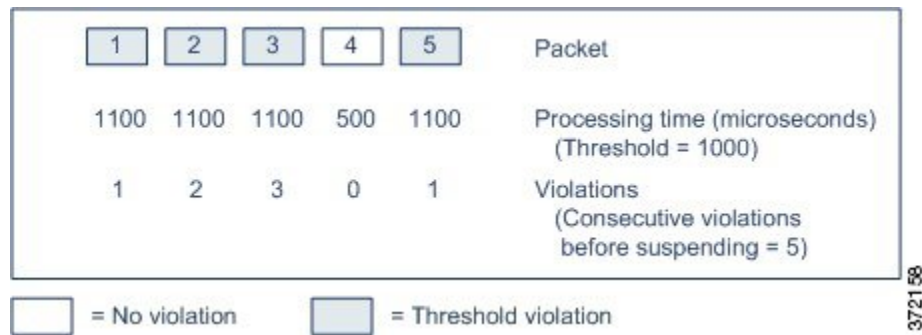 1 2 3 4 5 Packet
1100 1100 1100 500 1100 Processing time (microseconds)
(Threshold = 1000)
1 2 3 0 1 Violations
(Consecutive violations
before suspending = 5)
= No violation = Threshold violation
372158